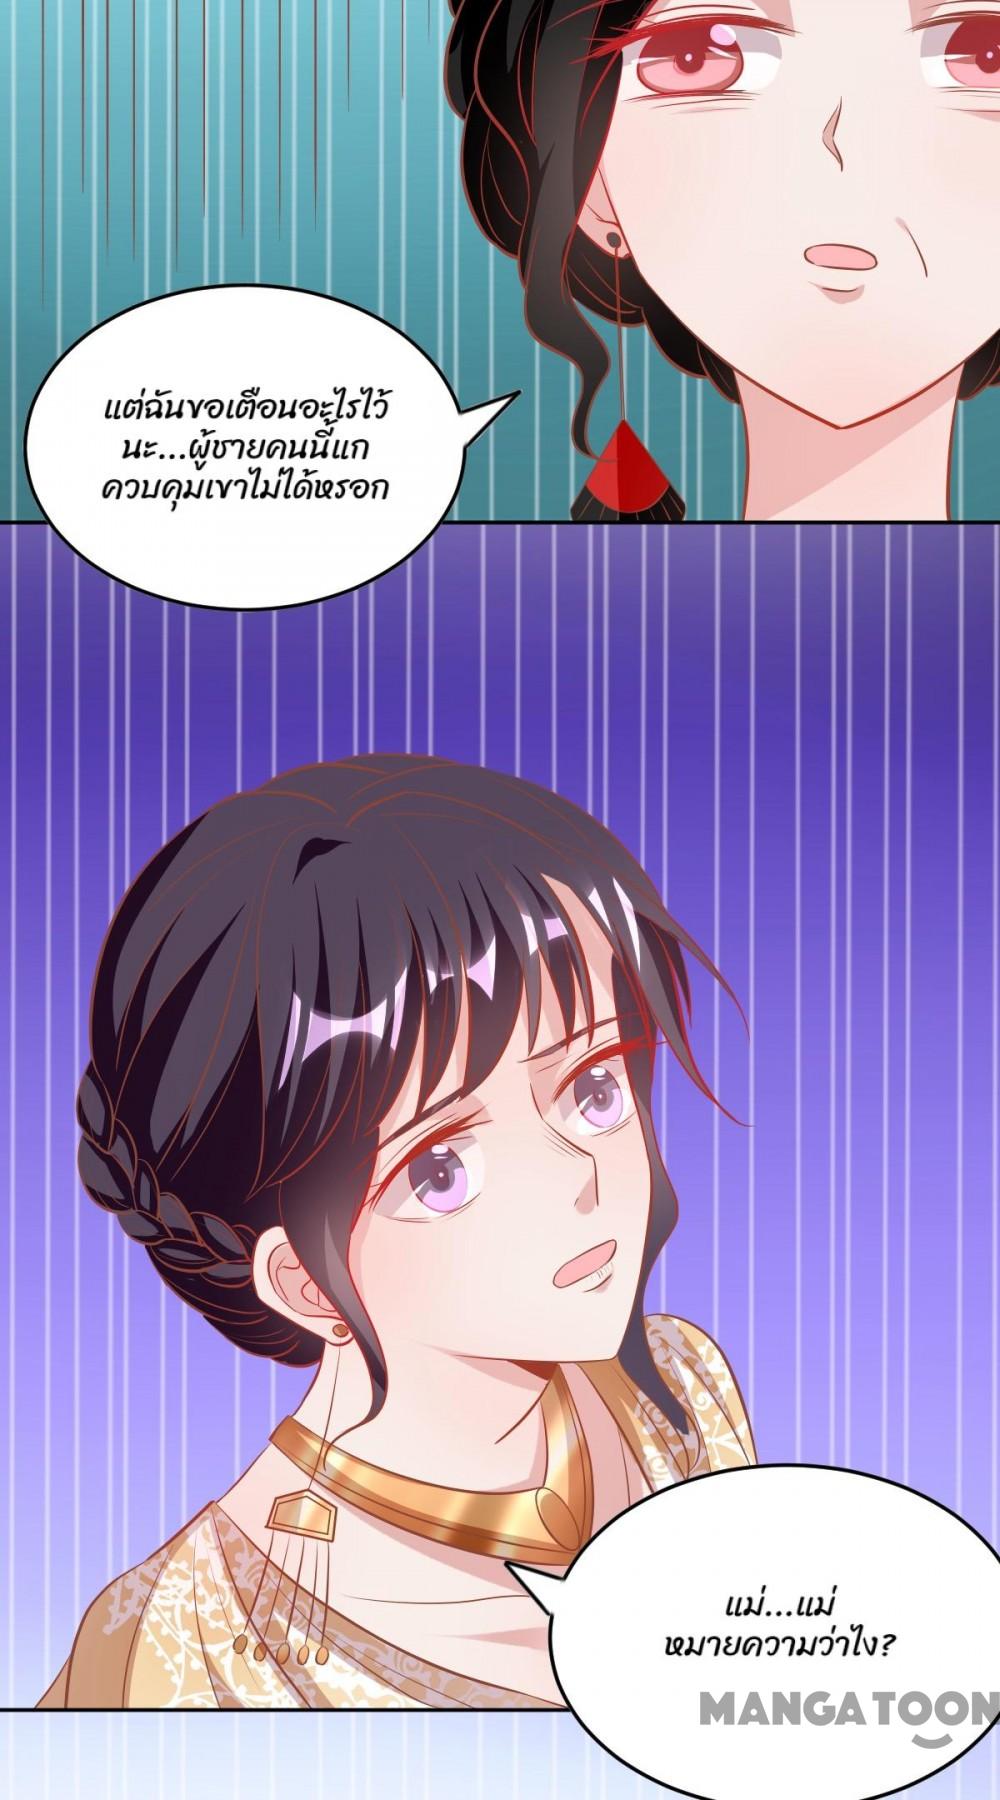 แต่ฉันขอเตือนอะไรไว้
นะ...ผู้ชายคนนี้แก
ควบคุมเขาไม่ได้หรอก
แม่...แม่
หมายความว่าไง?
MANGATOON